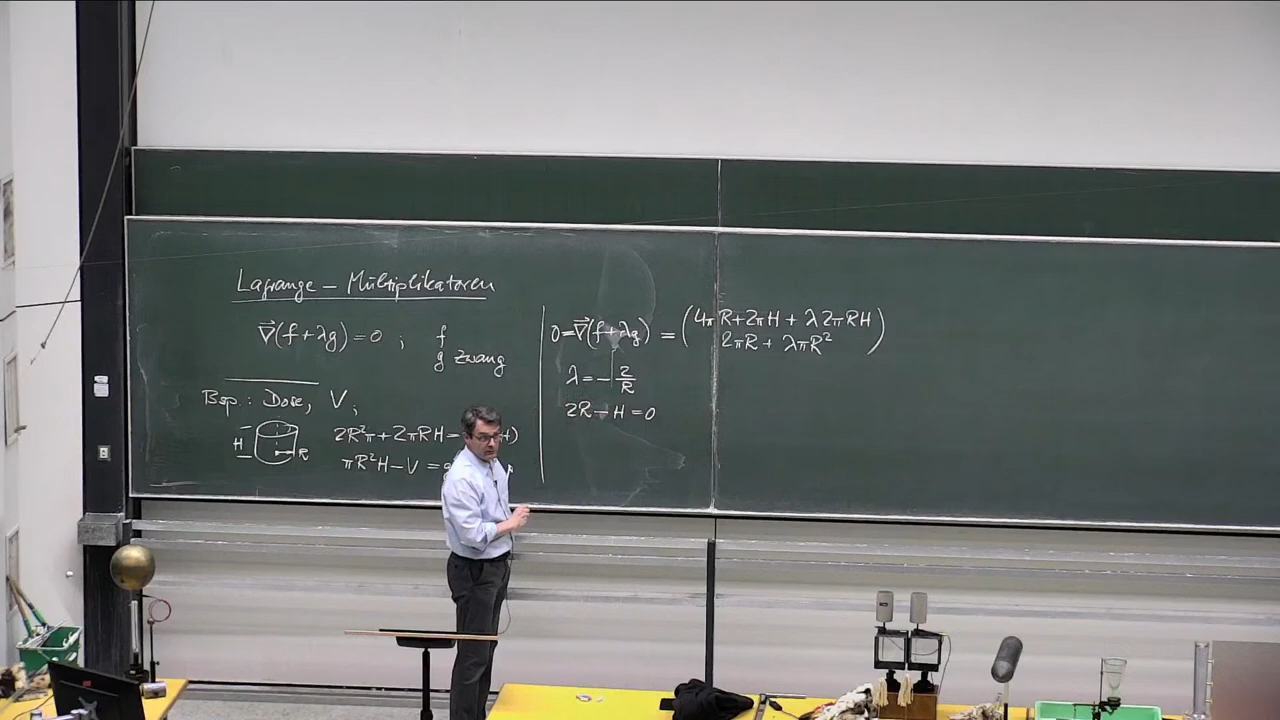 Lagrange – Multiplikatoren
∇⃗(f+λg)=0 ; f
g Zwang
Bsp.: Dose, V ;
H R
2R²π+2πRH=
πR²H−V =
0=∇⃗(f+λg) = (4πR+2πH + λ2πRH
2πR + λπR²)
λ = −2/R
2R−H=0